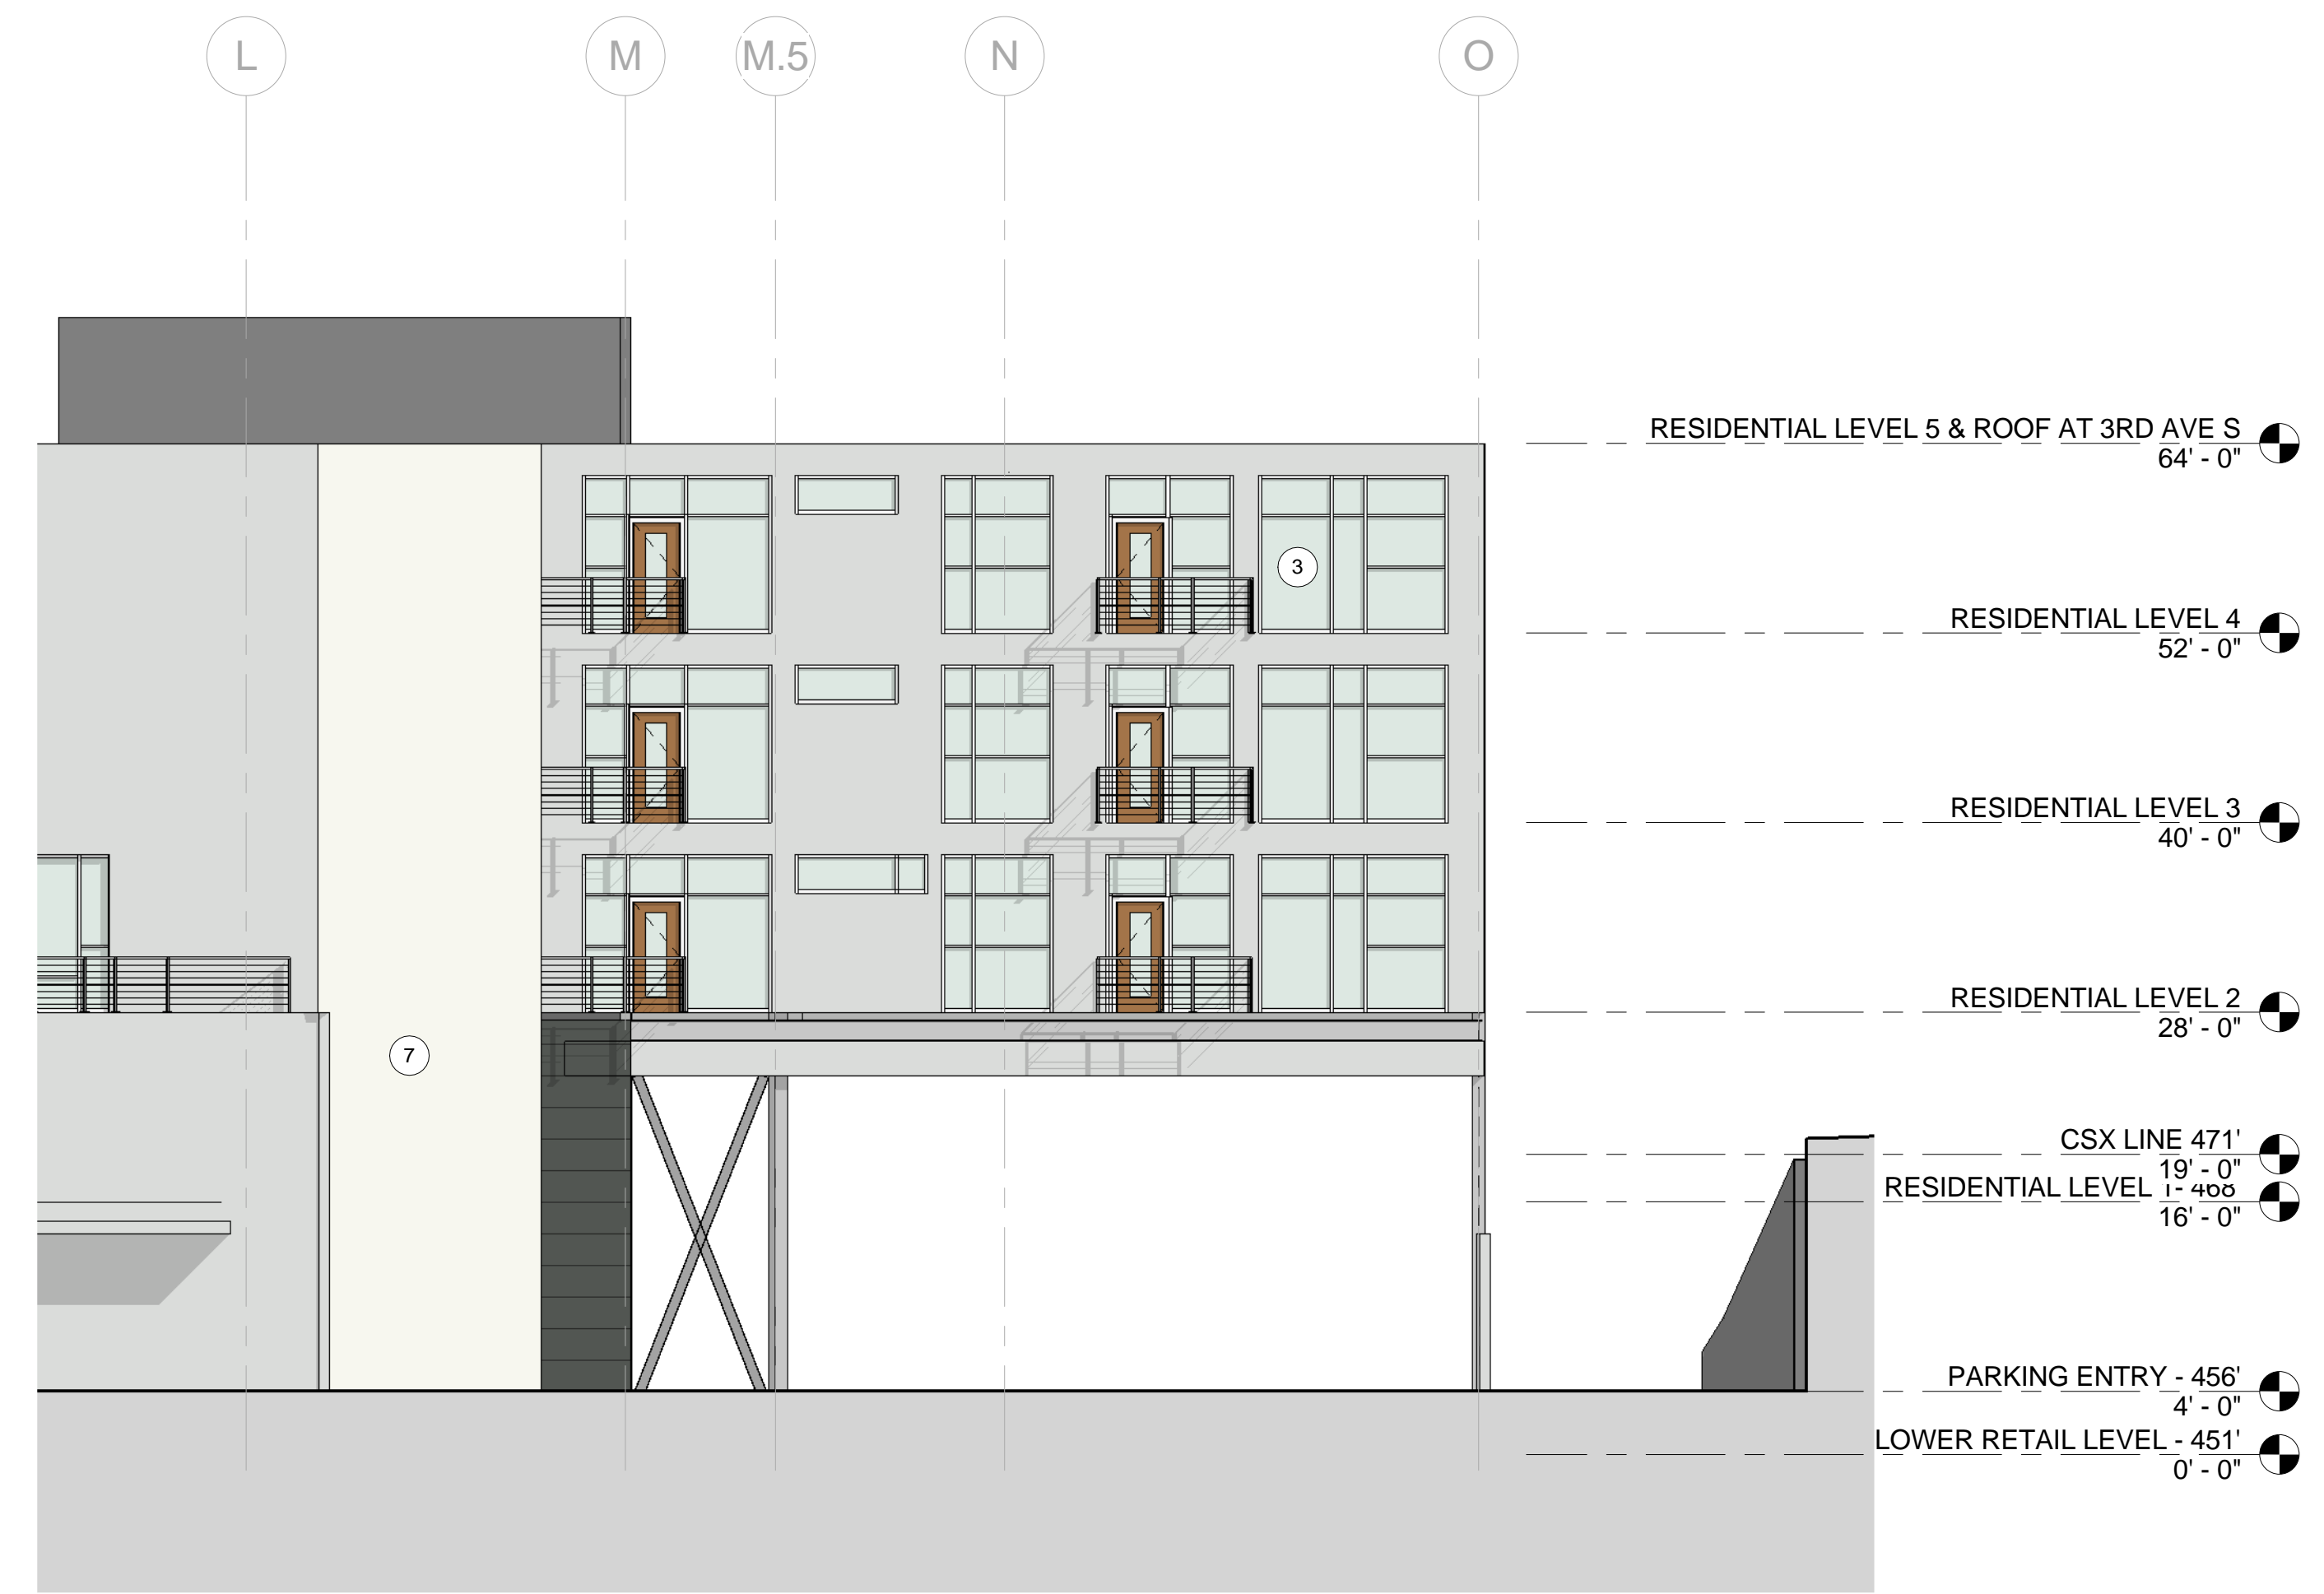 L M M.5 N O
RESIDENTIAL LEVEL 5 & ROOF AT 3RD AVE S
64' - 0"
3
RESIDENTIAL LEVEL 4
52' - 0"
RESIDENTIAL LEVEL 3
40' - 0"
RESIDENTIAL LEVEL 2
28' - 0"
7
CSX LINE 471'
19' - 0"
RESIDENTIAL LEVEL 1- 468
16' - 0"
PARKING ENTRY - 456'
4' - 0"
LOWER RETAIL LEVEL - 451'
0' - 0"